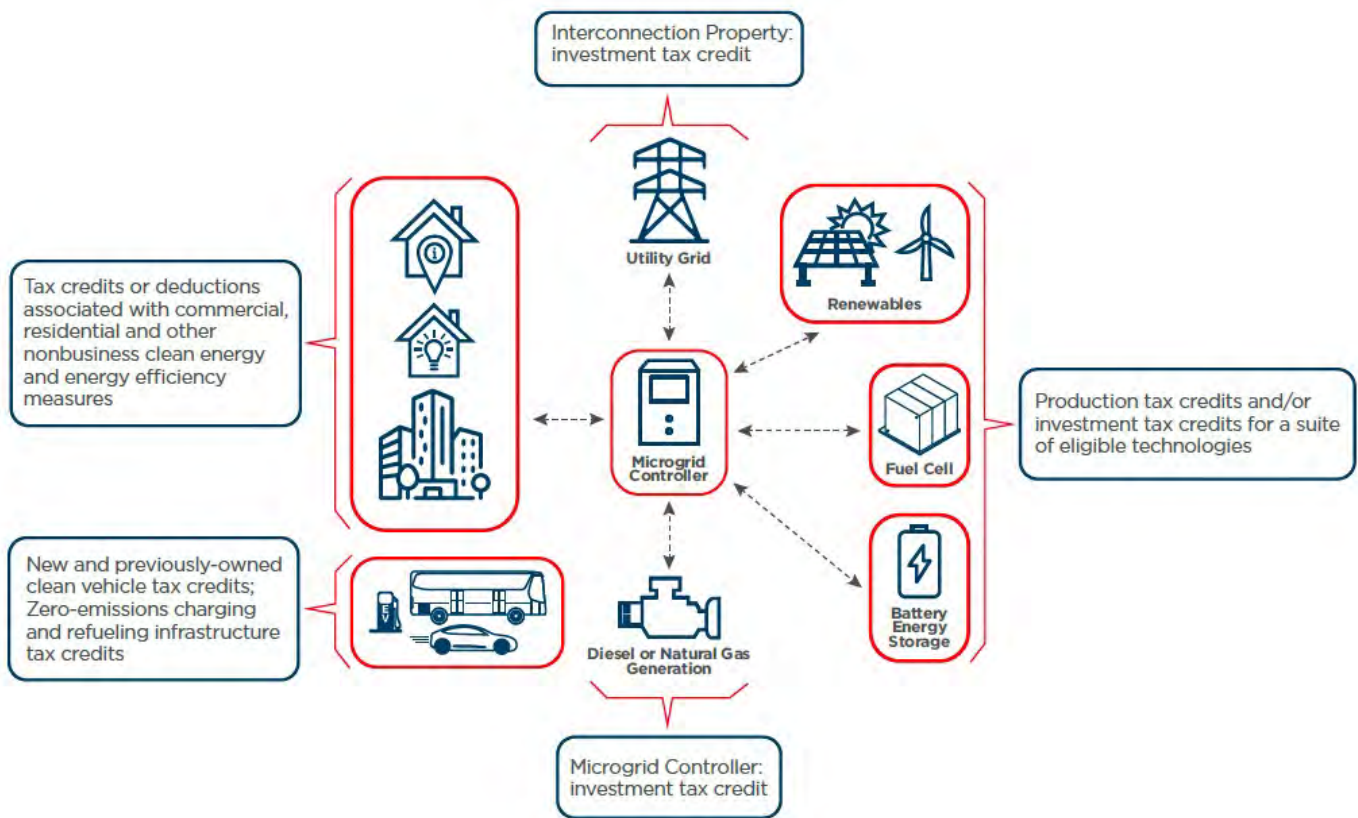 Interconnection Property:
investment tax credit
Utility Grid
Renewables
Tax credits or deductions
associated with commercial,
residential and other
nonbusiness clean energy
and energy efficiency
measures
Microgrid
Controller
Fuel Cell
Production tax credits and/or
investment tax credits for a suite
of eligible technologies
New and previously-owned
clean vehicle tax credits;
Zero-emissions charging
and refueling infrastructure
tax credits
Battery
Energy
Storage
Diesel or Natural Gas
Generation
Microgrid Controller:
investment tax credit